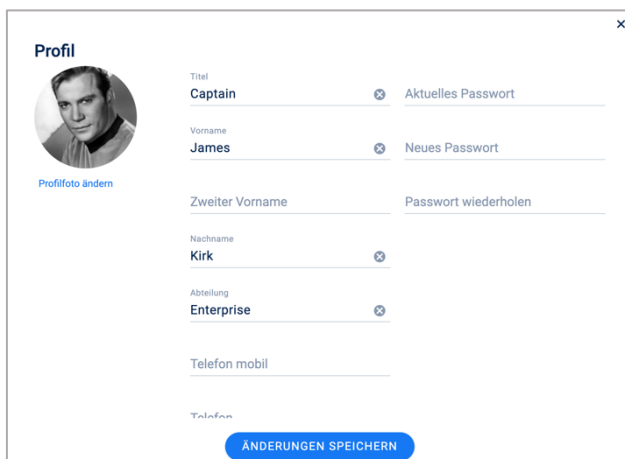 Profil
Profilfoto ändern
Titel
Captain
Vorname
James
Zweiter Vorname
Nachname
Kirk
Abteilung
Enterprise
Telefon mobil
Telefon
Aktuelles Passwort
Neues Passwort
Passwort wiederholen
ÄNDERUNGEN SPEICHERN